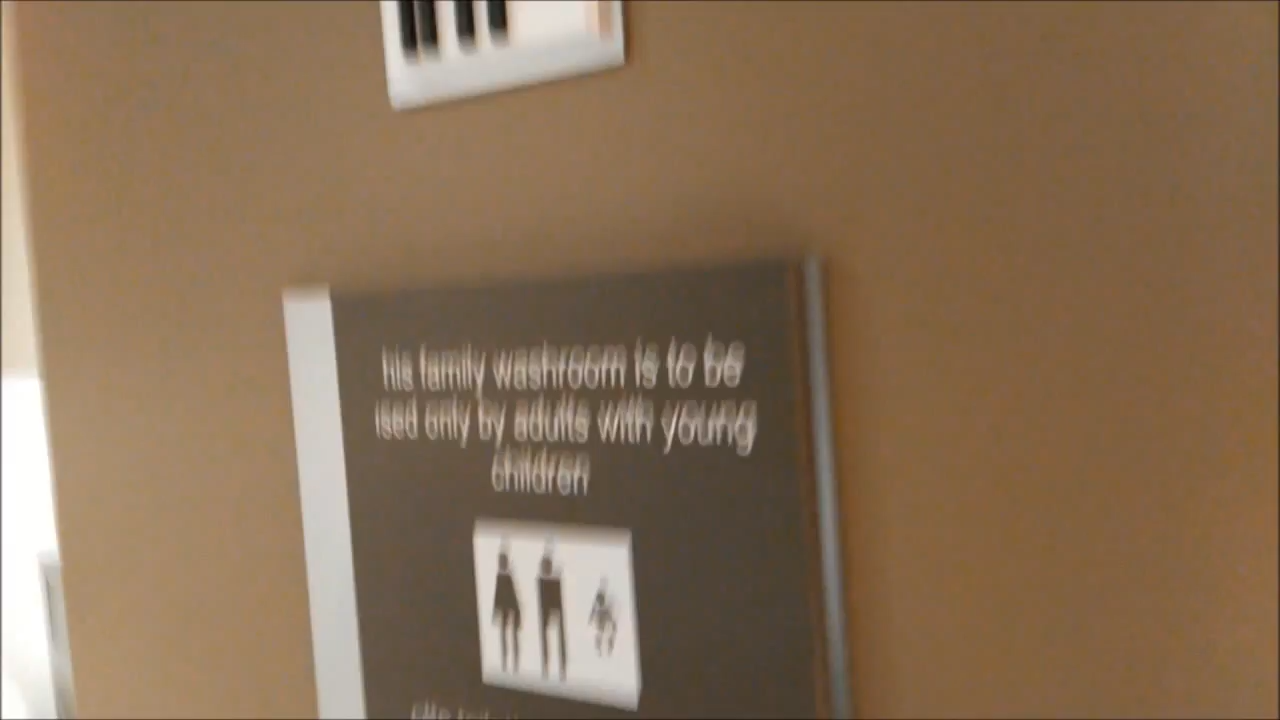 his family washroom is to be
ised only by adults with young
children